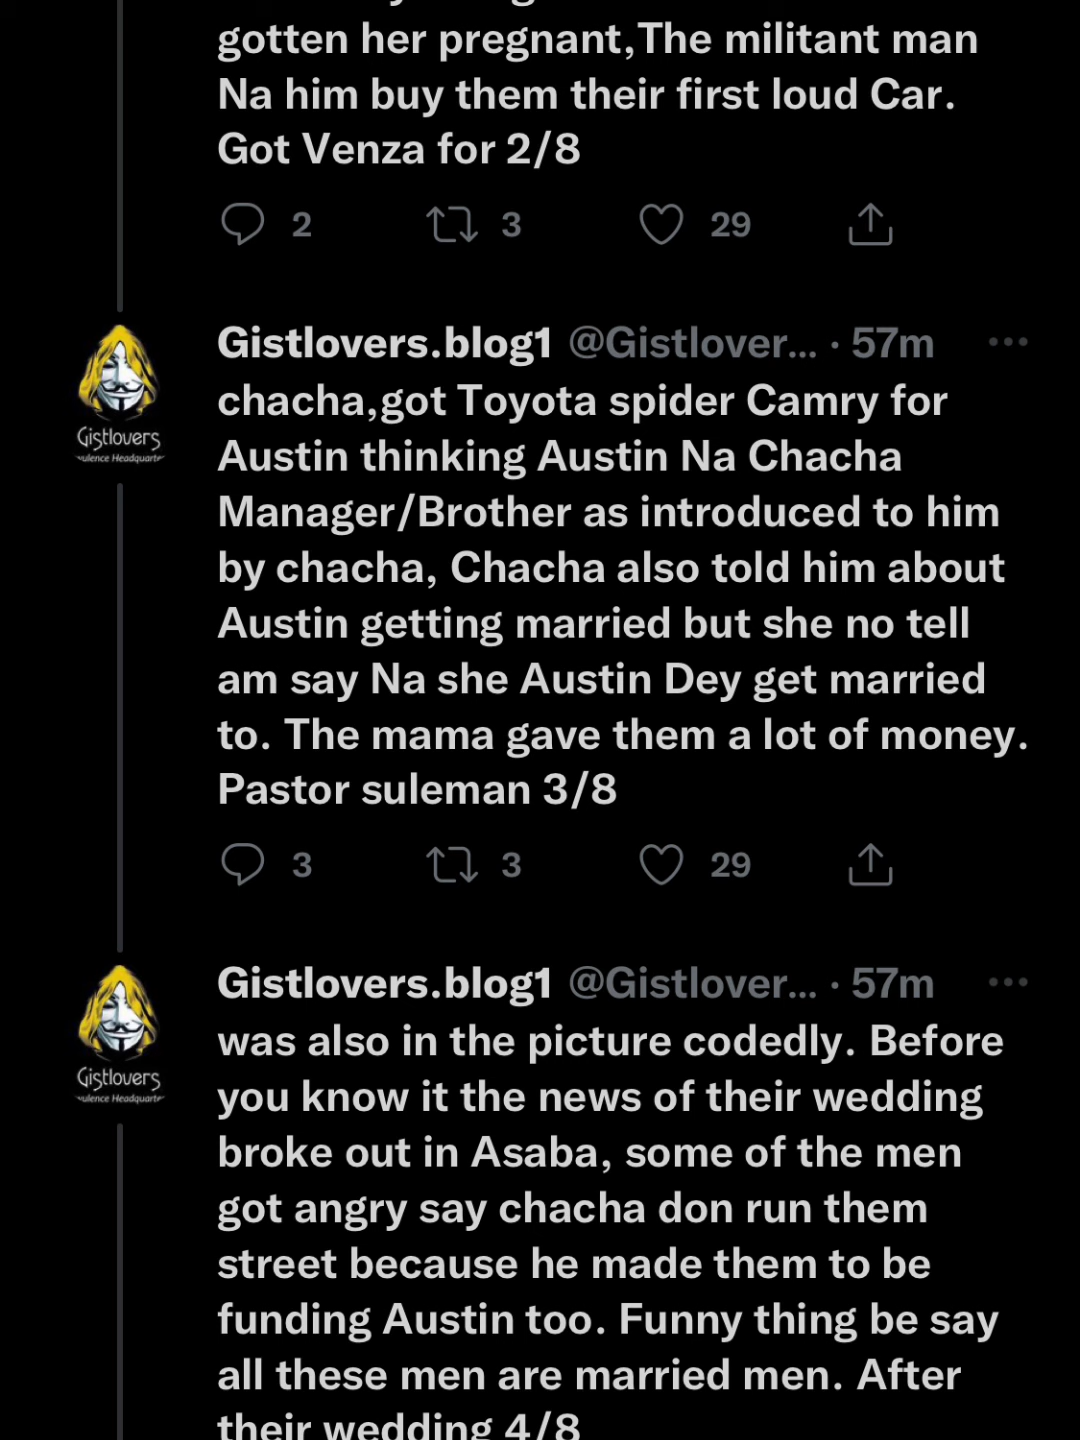 gotten her pregnant,The militant man
Na him buy them their first loud Car.
Got Venza for 2/8
2 3 29
Gistlovers.blog1 @Gistlover... · 57m
Gistlovers
chacha,got Toyota spider Camry for
Austin thinking Austin Na Chacha
Manager/Brother as introduced to him
by chacha, Chacha also told him about
Austin getting married but she no tell
am say Na she Austin Dey get married
to. The mama gave them a lot of money.
Pastor suleman 3/8
3 3 29
Gistlovers.blog1 @Gistlover... · 57m
Gistlovers
was also in the picture codedly. Before
you know it the news of their wedding
broke out in Asaba, some of the men
got angry say chacha don run them
street because he made them to be
funding Austin too. Funny thing be say
all these men are married men. After
their wedding 4/8